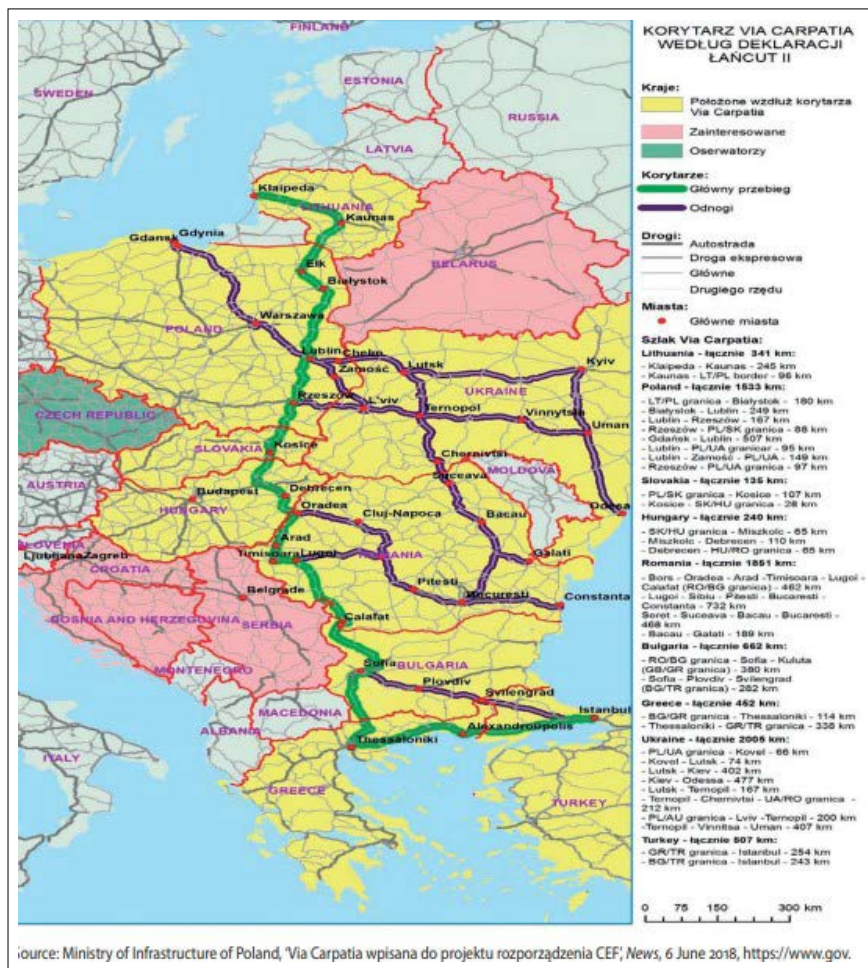 FINLAND
SWEDEN
ESTONIA
RUSSIA
LATVIA
Klaipeda
LITHUANIA
Kaunas
Gdynia
Gdańsk
Ełk
BELARUS
Białystok
Warszawa
POLAND
Lublin
Chełm
Zamość
Lutsk
Kyiv
UKRAINE
Rzeszów
L'viv
Ternopol
Vinnytsia
Uman
CZECH REPUBLIC
SLOVAKIA
Kosice
Chornivtsi
Suceava
MOLDOVA
AUSTRIA
Budapest
Debrecen
HUNGARY
Oradea
Cluj-Napoca
Bacau
Odesa
SLOVENIA
Ljubljana
Zagreb
Arad
Timisoara
Lugoj
ROMANIA
Galati
CROATIA
Belgrade
Pitesti
Bucuresti
Constanta
BOSNIA AND HERZEGOVINA
SERBIA
Calafat
MONTENEGRO
Sofia
BULGARIA
Plovdiv
Svilengrad
Istanbul
MACEDONIA
ALBANIA
Alexandroupolis
Thessaloniki
ITALY
GREECE
TURKEY
KORYTARZ VIA CARPATIA
WEDŁUG DEKLARACJI
ŁAŃCUT II
Kraje:
Położone wzdłuż korytarza
Via Carpatia
Zainteresowane
Oserwatorzy
Korytarze:
Główny przebieg
Odnogi
Drogi:
Autostrada
Droga ekspresowa
Główne
Drugiego rzędu
Miasta:
Główne miasta
Szlak Via Carpatia:
Lithuania - łącznie 341 km:
- Klaipeda - Kaunas - 245 km
- Kaunas - LT/PL border - 96 km
Poland - łącznie 1533 km:
- LT/PL granica - Białystok - 180 km
- Białystok - Lublin - 249 km
- Lublin - Rzeszów - 167 km
- Rzeszów - PL/SK granica - 88 km
- Gdańsk - Lublin - 507 km
- Lublin - PL/UA granicar - 95 km
- Lublin - Zamość - PL/UA - 149 km
- Rzeszów - PL/UA granica - 97 km
Slovakia - łącznie 135 km:
- PL/SK granica - Kosice - 107 km
- Kosice - SK/HU granica - 28 km
Hungary - łącznie 240 km:
- SK/HU granica - Miszkolc - 65 km
- Miszkolc - Debrecen - 110 km
- Debrecen - HU/RO granica - 65 km
Romania - łącznie 1851 km:
- Bors - Oradea - Arad -Timisoara - Lugoj -
Calafat (RO/BG granica) - 462 km
- Lugoj - Sibiu - Pitesti - Bucaresti -
Constanta - 732 km
Seret - Suceava - Bacau - Bucarosti -
468 km
- Bacau - Galati - 189 km
Bulgaria - łącznie 662 km:
- RO/BG granica - Sofia - Kuluta
(GB/GR granica) - 380 km
- Sofia - Plovdiv - Svilengrad
(BG/TR granica) - 282 km
Greece - łącznie 452 km:
- BG/GR granica - Thessaloniki - 114 km
- Thessaloniki - GR/TR granica - 338 km
Ukraine - łącznie 2005 km:
- PL/UA granica - Kovel - 66 km
- Kovel - Lutsk - 74 km
- Lutsk - Kiev - 402 km
- Kiev - Odessa - 477 km
- Lutsk - Ternopil - 167 km
- Ternopil - Chernivtsi - UA/RO granica -
212 km
- PL/AU granica - Lviv -Ternopil - 200 km
-Ternopil - Vinnitsa - Uman - 407 km
Turkey - łącznie 507 km:
- GR/TR granica - Istanbul - 254 km
- BG/TR granica - Istanbul - 243 km
0 75 150 300 km
Source: Ministry of Infrastructure of Poland, 'Via Carpatia wpisana do projektu rozporządzenia CEF', News, 6 June 2018, https://www.gov.